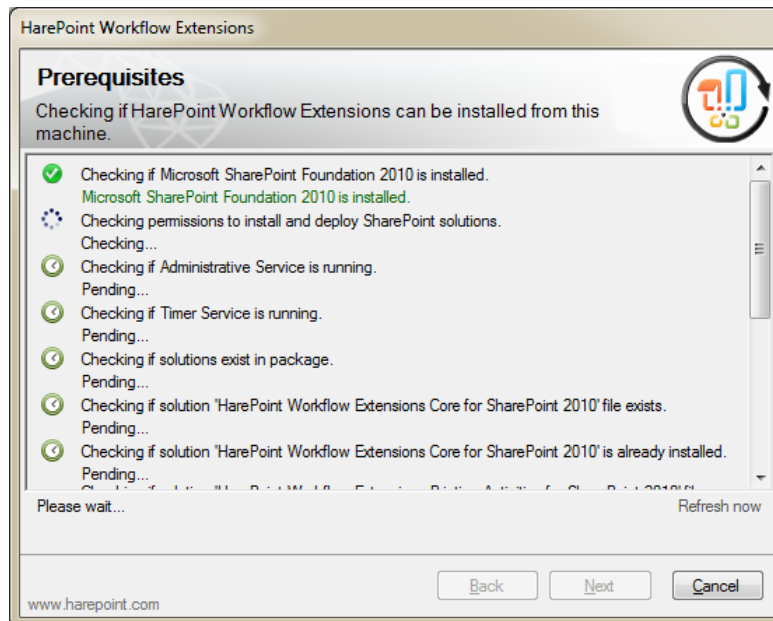 HarePoint Workflow Extensions
Prerequisites
Checking if HarePoint Workflow Extensions can be installed from this
machine.
Checking if Microsoft SharePoint Foundation 2010 is installed.
Microsoft SharePoint Foundation 2010 is installed.
Checking permissions to install and deploy SharePoint solutions.
Checking...
Checking if Administrative Service is running.
Pending...
Checking if Timer Service is running.
Pending...
Checking if solutions exist in package.
Pending...
Checking if solution 'HarePoint Workflow Extensions Core for SharePoint 2010' file exists.
Pending...
Checking if solution 'HarePoint Workflow Extensions Core for SharePoint 2010' is already installed.
Pending...
Please wait...
Refresh now
Back
Next
Cancel
www.harepoint.com